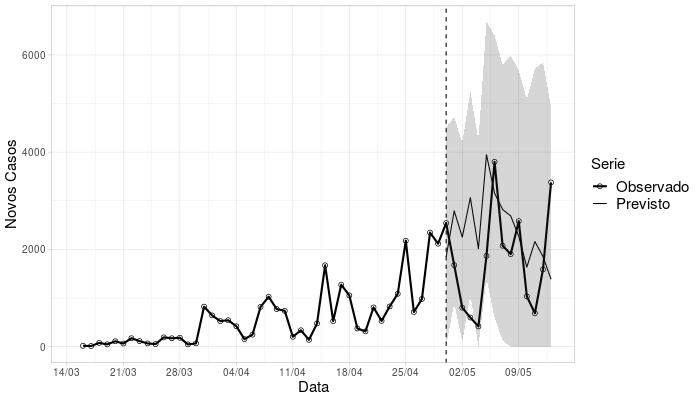 6000
4000
2000
0
Novos Casos
14/03 21/03 28/03 04/04 11/04 18/04 25/04 02/05 09/05
Data
Serie
Observado
Previsto